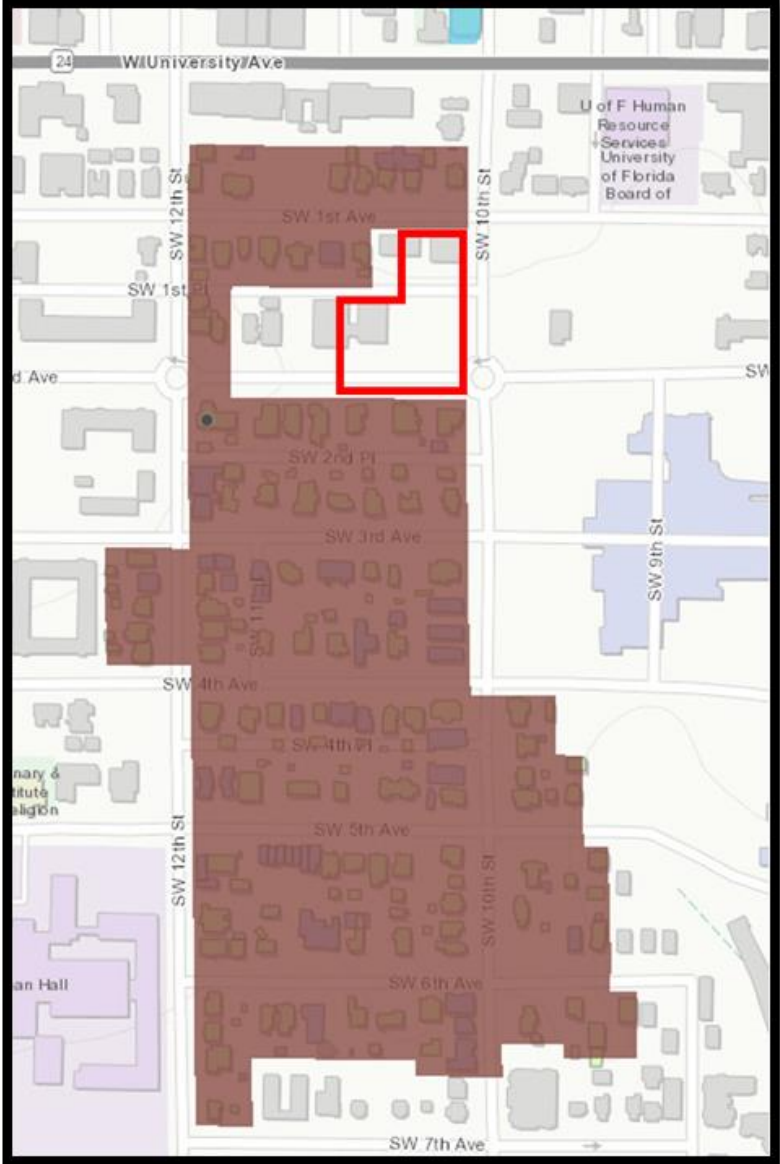 24
W University Ave
U of F Human
Resource
Services
University
of Florida
Board of
SW 12th St
SW 10th St
SW 1st Ave
SW 1st Pl
d Ave
SW
SW 2nd Pl
SW 3rd Ave
SW 9th St
SW 4th Ave
SW 4th Pl
nary &
titute
eligion
SW 5th Ave
SW 12th St
SW 10th St
an Hall
SW 6th Ave
SW 7th Ave